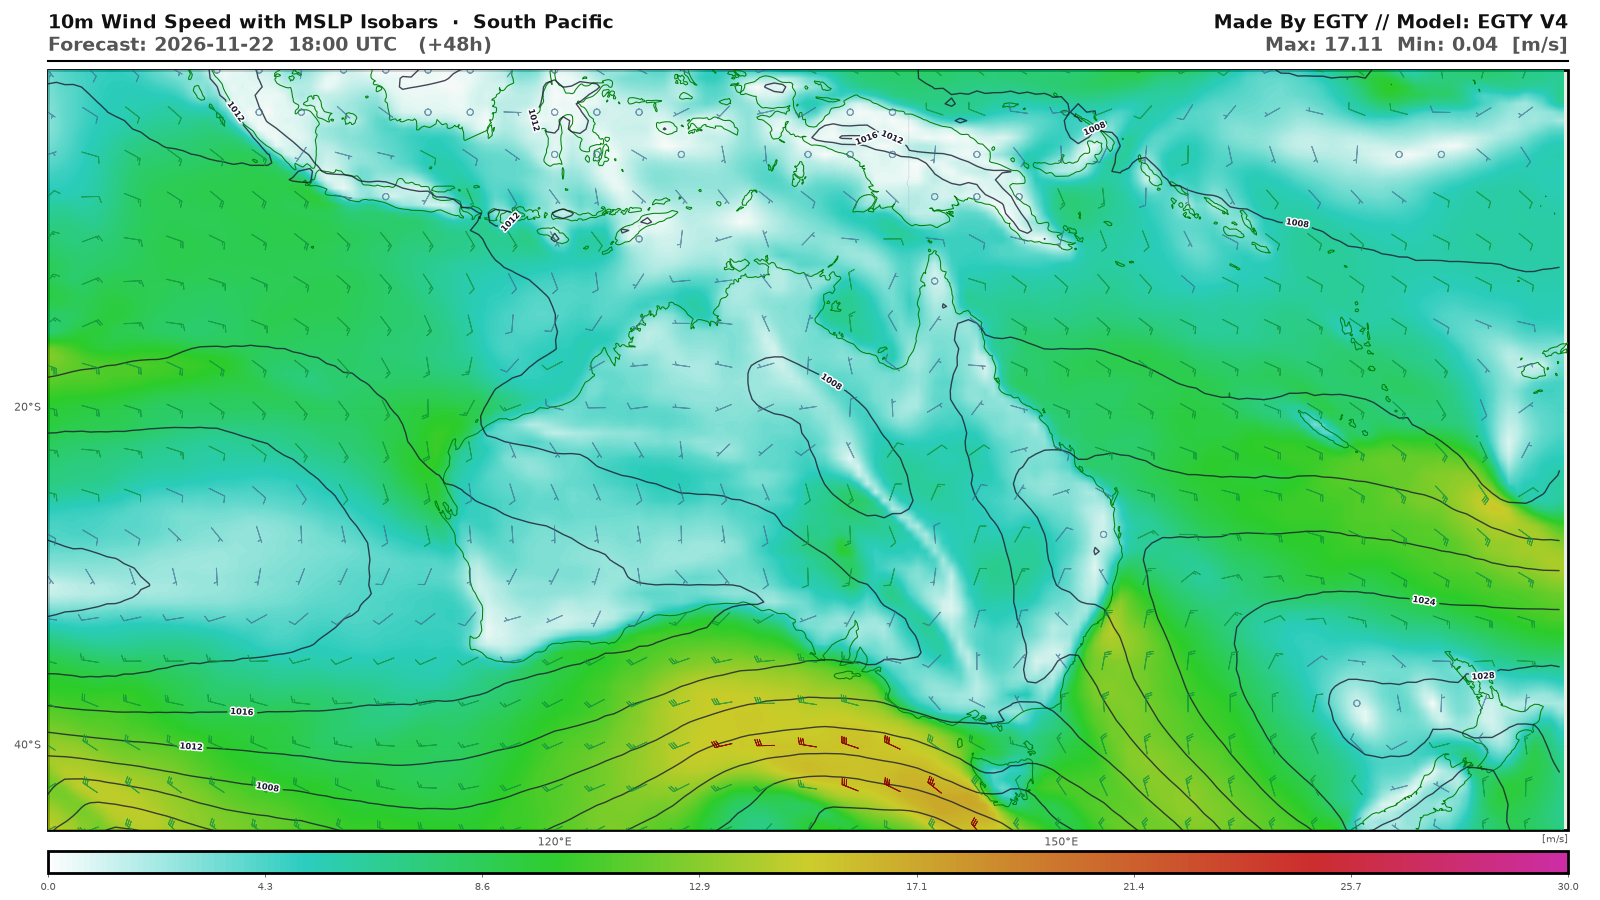 10m Wind Speed with MSLP Isobars · South Pacific
Made By EGTY // Model: EGTY V4
Forecast: 2026-11-22 18:00 UTC (+48h)
Max: 17.11 Min: 0.04 [m/s]
1012
1012
1016
1012
1008
1012
1008
1008
1024
1028
1016
1012
1008
20°S
40°S
120°E
150°E
[m/s]
0.0
4.3
8.6
12.9
17.1
21.4
25.7
30.0